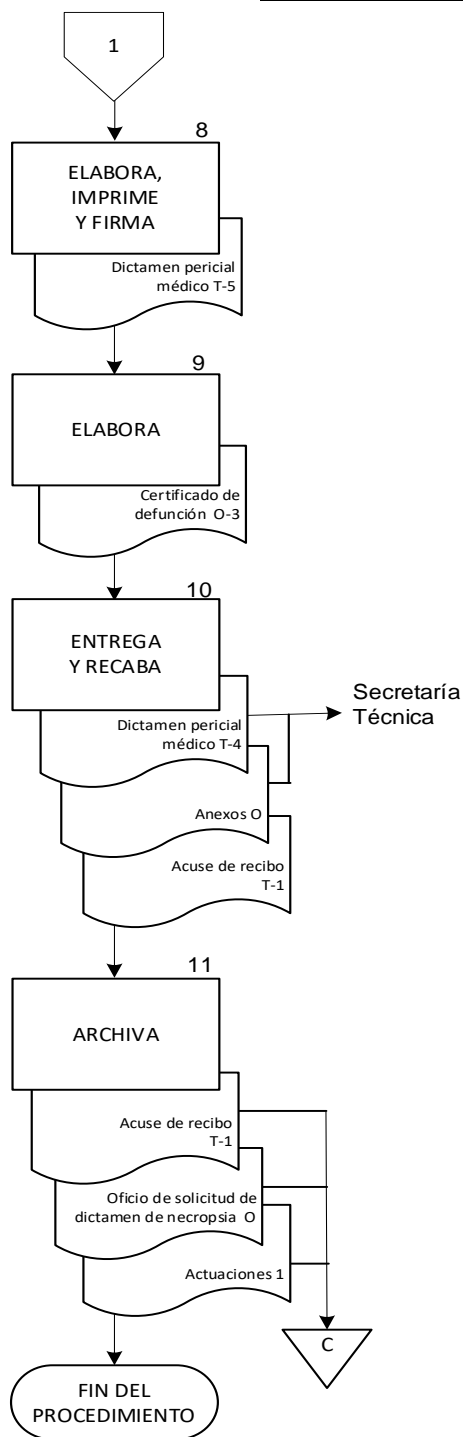 1
8
ELABORA,
IMPRIME
Y FIRMA
Dictamen pericial
médico T-5
9
ELABORA
Certificado de
defunción O-3
10
ENTREGA
Y RECABA
Secretaría
Técnica
Dictamen pericial
médico T-4
Anexos O
Acuse de recibo
T-1
11
ARCHIVA
Acuse de recibo
T-1
Oficio de solicitud de
dictamen de necropsia O
Actuaciones 1
C
FIN DEL
PROCEDIMIENTO